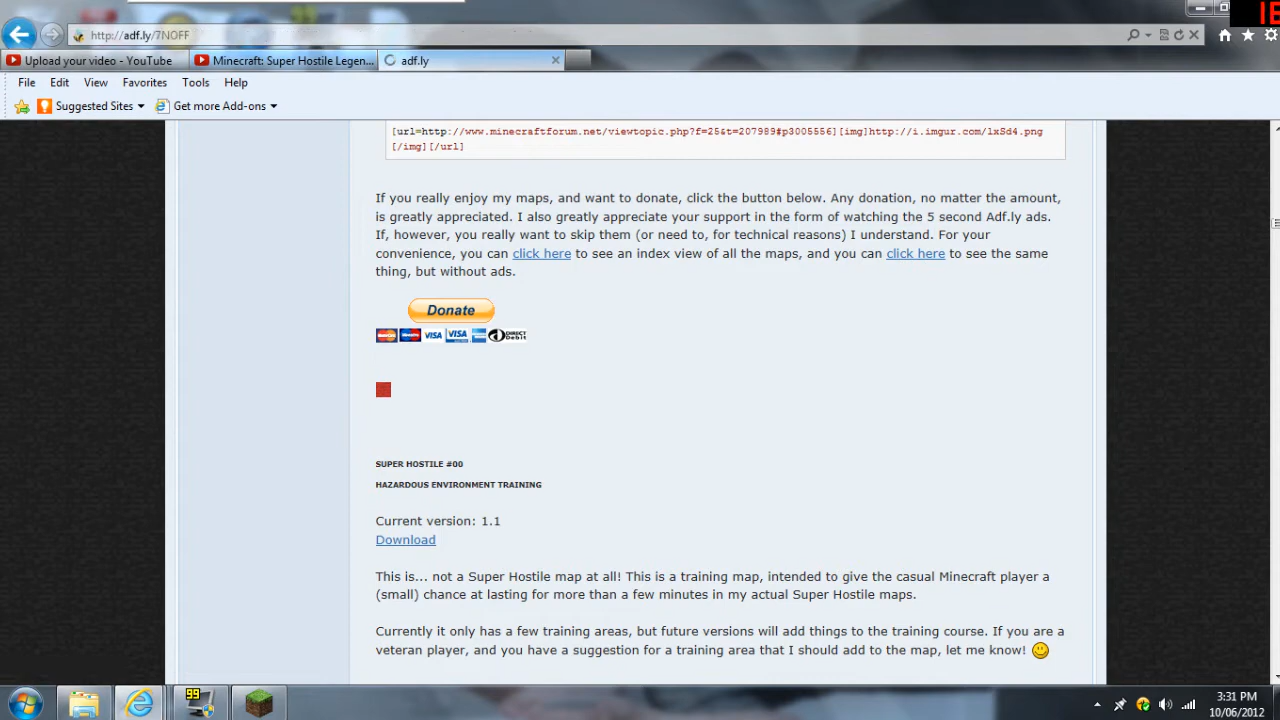 IE
http://adf.ly/7NOFF
Upload your video - YouTube
Minecraft: Super Hostile Legen...
adf.ly
File Edit View Favorites Tools Help
Suggested Sites Get more Add-ons
[url=http://www.minecraftforum.net/viewtopic.php?f=25&t=207989#p3005556][img]http://i.imgur.com/lxSd4.png
[/img][/url]
If you really enjoy my maps, and want to donate, click the button below. Any donation, no matter the amount,
is greatly appreciated. I also greatly appreciate your support in the form of watching the 5 second Adf.ly ads.
If, however, you really want to skip them (or need to, for technical reasons) I understand. For your
convenience, you can click here to see an index view of all the maps, and you can click here to see the same
thing, but without ads.
Donate
VISA VISA DIRECT
Debit
SUPER HOSTILE #00
HAZARDOUS ENVIRONMENT TRAINING
Current version: 1.1
Download
This is... not a Super Hostile map at all! This is a training map, intended to give the casual Minecraft player a
(small) chance at lasting for more than a few minutes in my actual Super Hostile maps.
Currently it only has a few training areas, but future versions will add things to the training course. If you are a
veteran player, and you have a suggestion for a training area that I should add to the map, let me know!
99
3:31 PM
10/06/2012